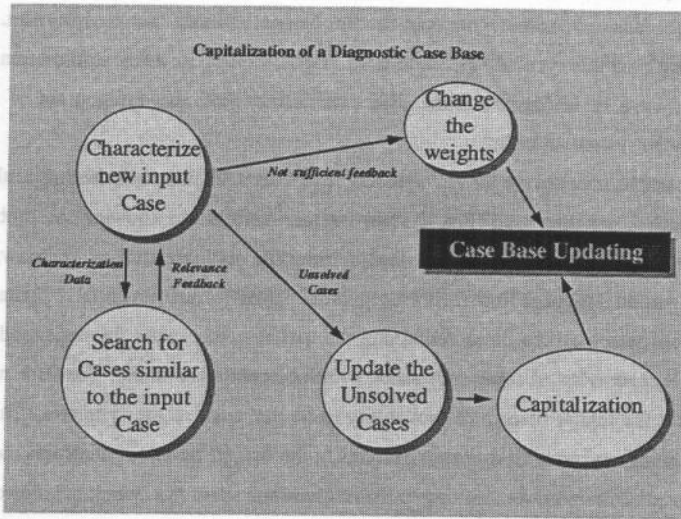 Capitalization of a Diagnostic Case Base
Change
the
weights
Characterize
new input
Case
Not sufficient feedback
Case Base Updating
Characterization
Data
Relevance
Feedback
Unsolved
Cases
Search for
Cases similar
to the input
Case
Update the
Unsolved
Cases
Capitalization